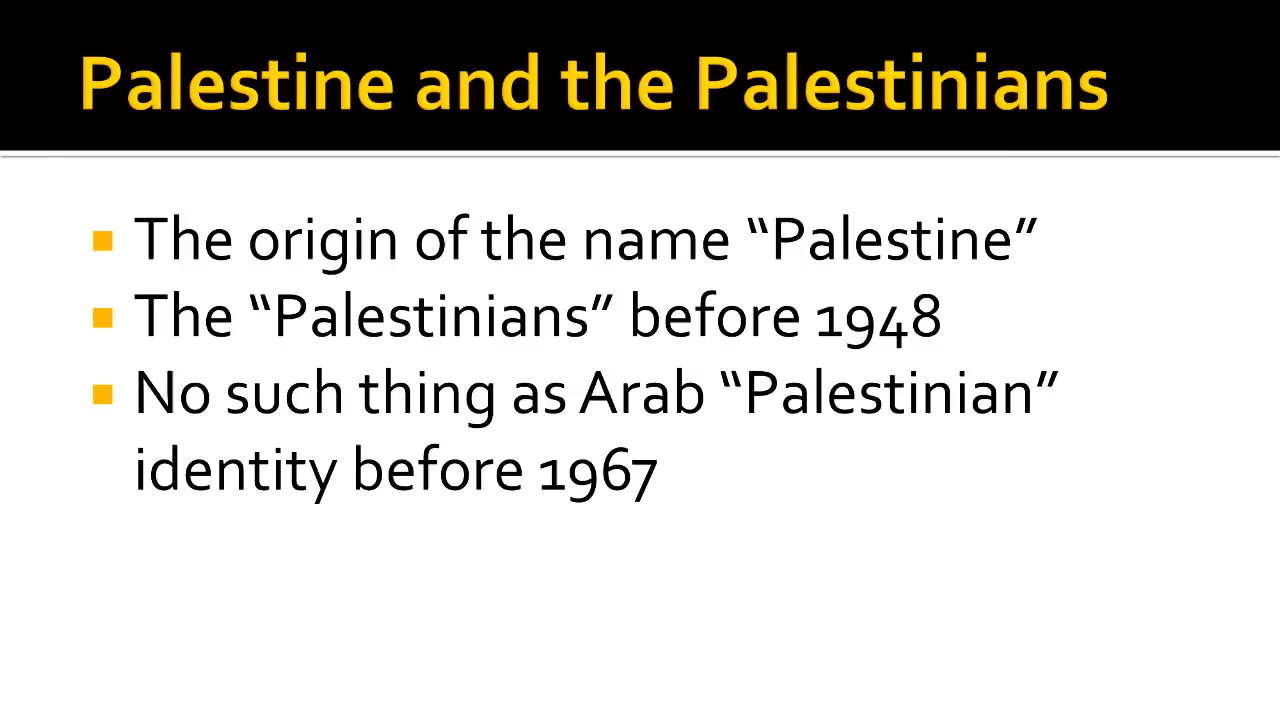 Palestine and the Palestinians
The origin of the name “Palestine”
The “Palestinians” before 1948
No such thing as Arab “Palestinian”
identity before 1967